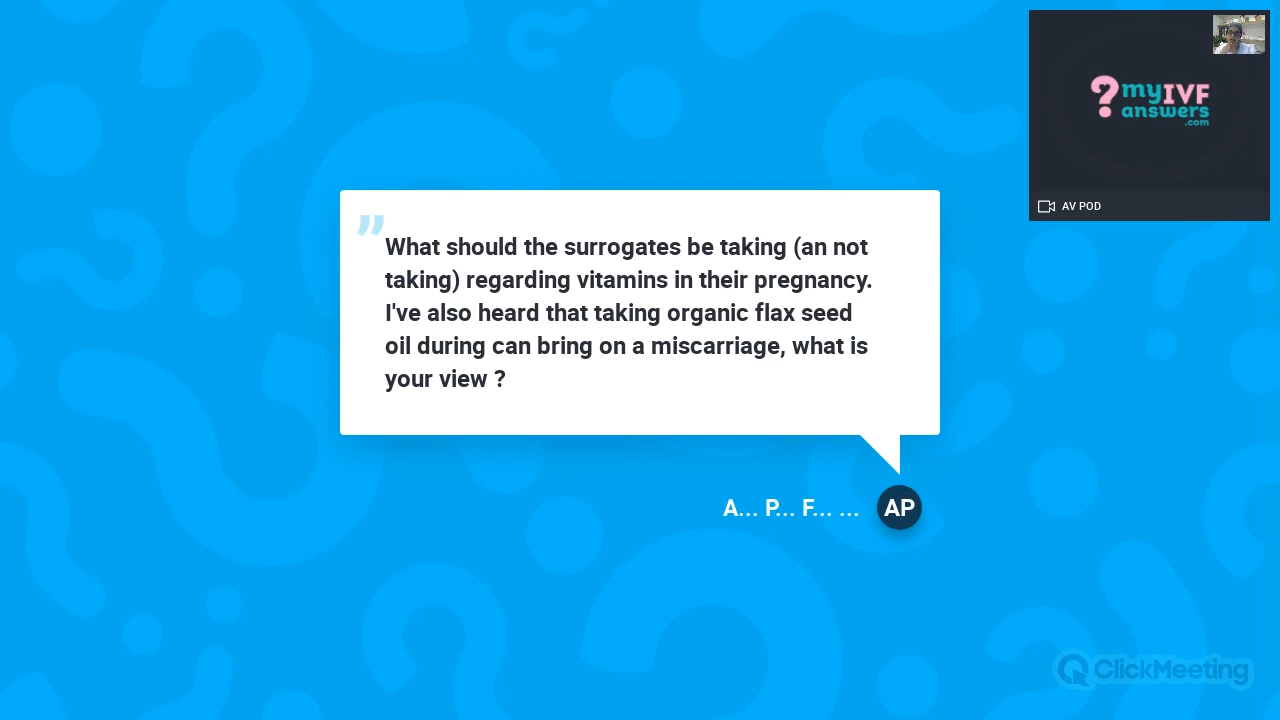 ?myIVF
answers
.com
AV POD
”
What should the surrogates be taking (an not
taking) regarding vitamins in their pregnancy.
I've also heard that taking organic flax seed
oil during can bring on a miscarriage, what is
your view ?
A... P... F... ...
AP
ClickMeeting